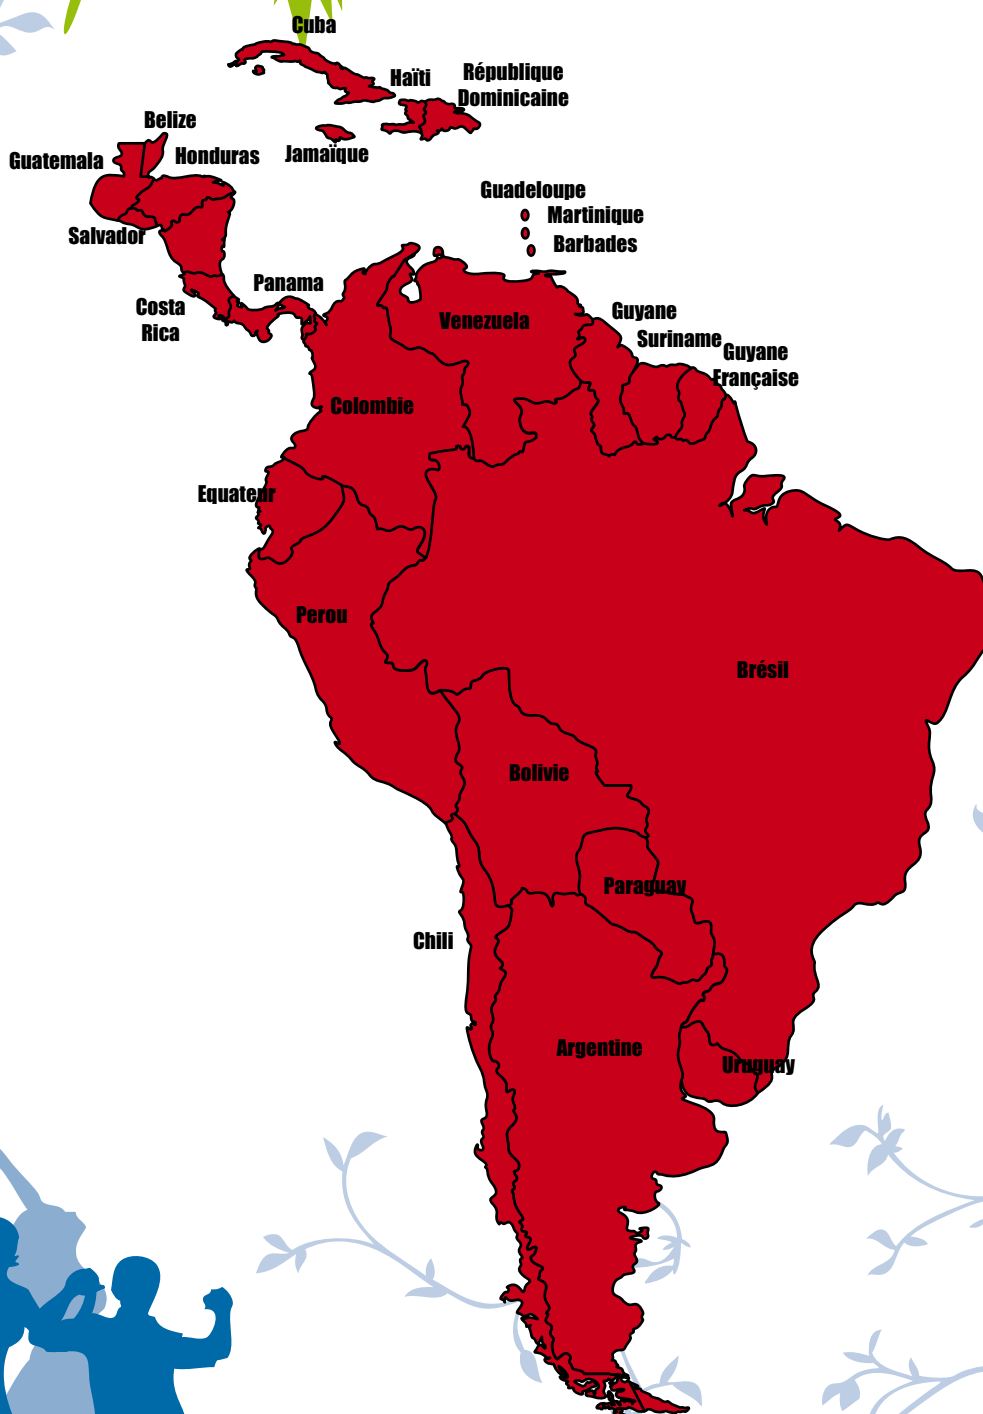 Cuba
Haïti
République
Dominicaine
Belize
Guatemala
Honduras
Jamaïque
Guadeloupe
Martinique
Salvador
Barbades
Panama
Costa
Rica
Venezuela
Guyane
Suriname
Guyane
Française
Colombie
Equateur
Perou
Brésil
Bolivie
Paraguay
Chili
Argentine
Uruguay